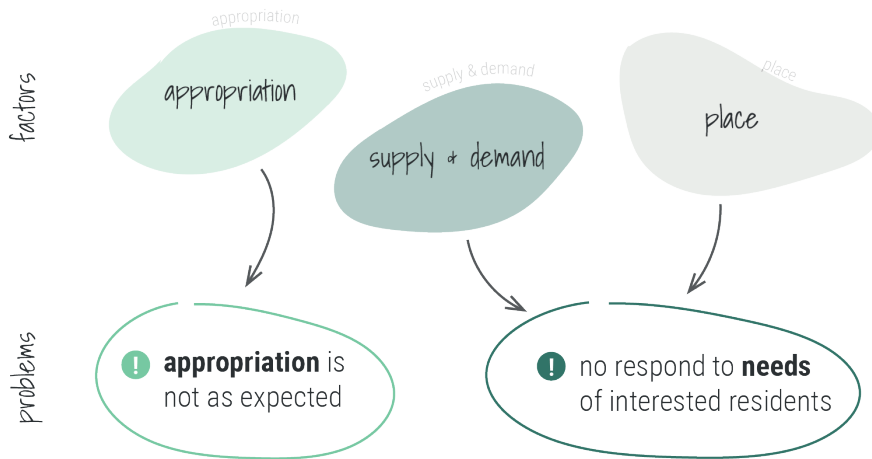 appropriation
supply & demand
place
factors
appropriation
supply & demand
place
problems
! appropriation is
not as expected
! no respond to needs
of interested residents